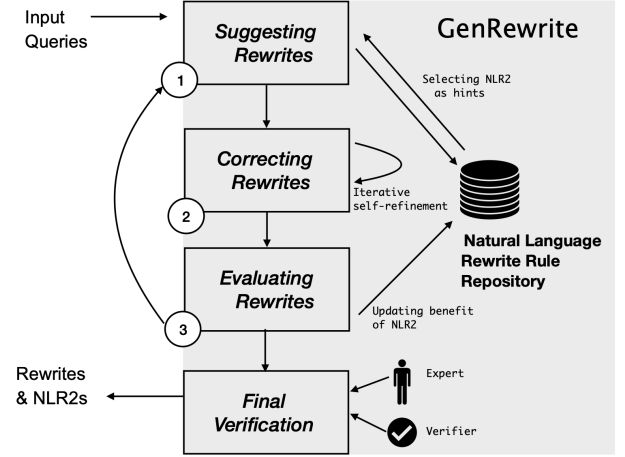 Input
Queries
Suggesting
Rewrites
GenRewrite
1
Selecting NLR2
as hints
Correcting
Rewrites
Iterative
self-refinement
2
Natural Language
Rewrite Rule
Repository
Evaluating
Rewrites
Updating benefit
of NLR2
3
Rewrites
& NLR2s
Final
Verification
Expert
Verifier